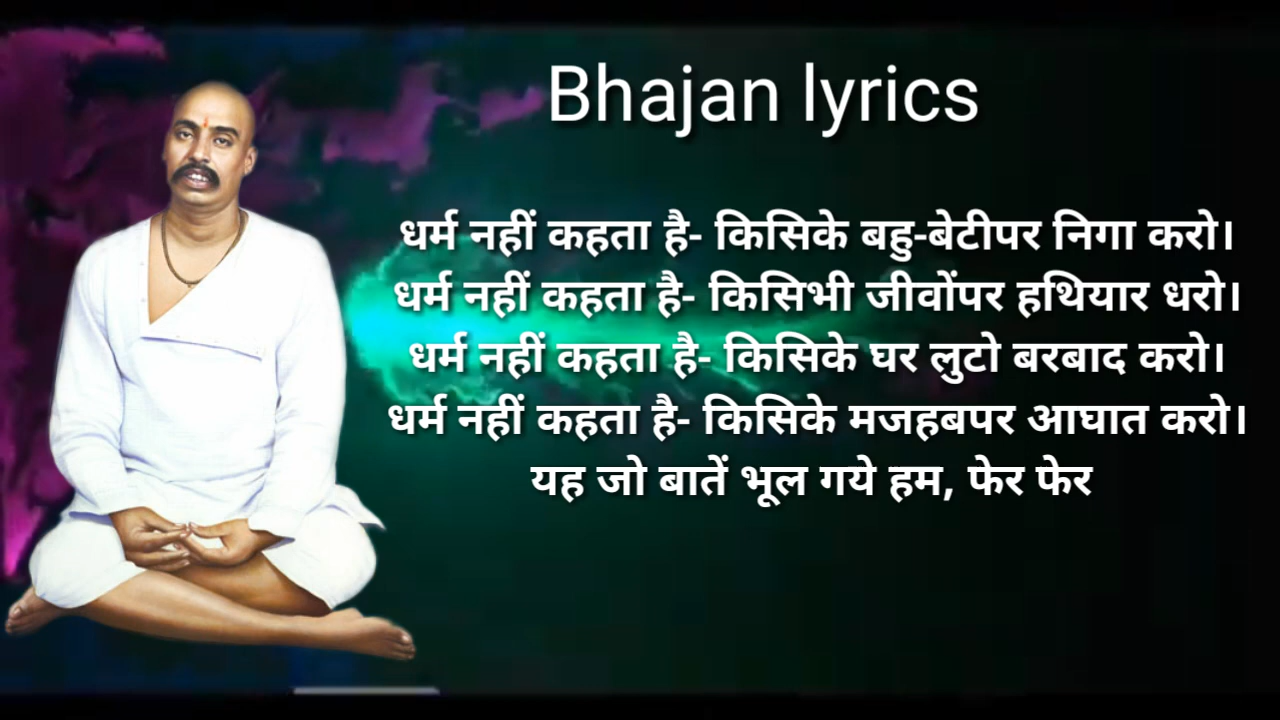 Bhajan lyrics
धर्म नहीं कहता है- किसिके बहु-बेटीपर निगा करो।
धर्म नहीं कहता है- किसिभी जीवोंपर हथियार धरो।
धर्म नहीं कहता है- किसिके घर लुटो बरबाद करो।
धर्म नहीं कहता है- किसिके मजहबपर आघात करो।
यह जो बातें भूल गये हम, फेर फेर